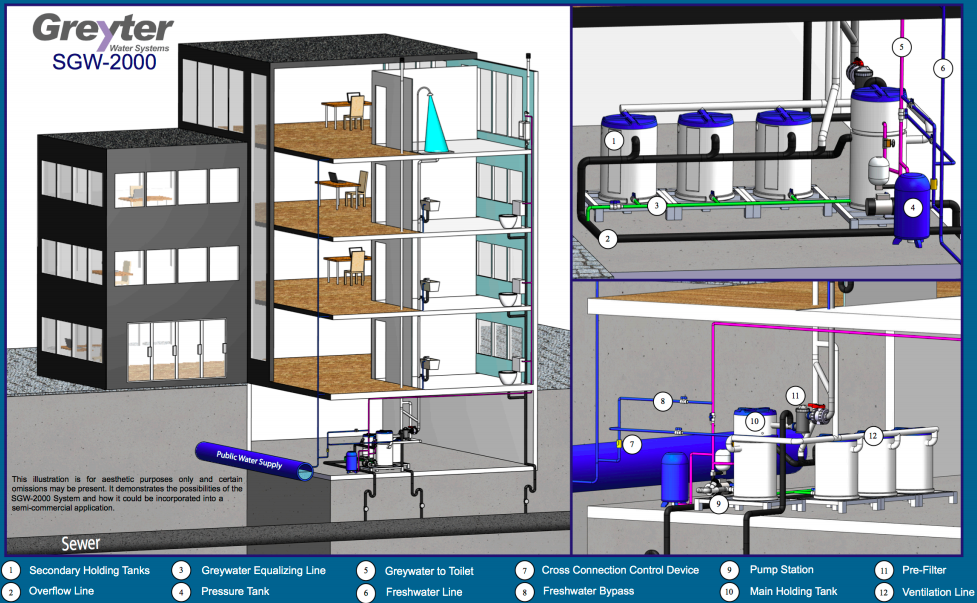 Greyter
Water Systems
SGW-2000
Public Water Supply
This illustration is for aesthetic purposes only and certain
omissions may be present. It demonstrates the possibilities of the
SGW-2000 System and how it could be incorporated into a
semi-commercial application.
Sewer
1
2
3
4
5
6
7
8
9
10
11
12
1 Secondary Holding Tanks
3 Greywater Equalizing Line
5 Greywater to Toilet
7 Cross Connection Control Device
9 Pump Station
11 Pre-Filter
2 Overflow Line
4 Pressure Tank
6 Freshwater Line
8 Freshwater Bypass
10 Main Holding Tank
12 Ventilation Line